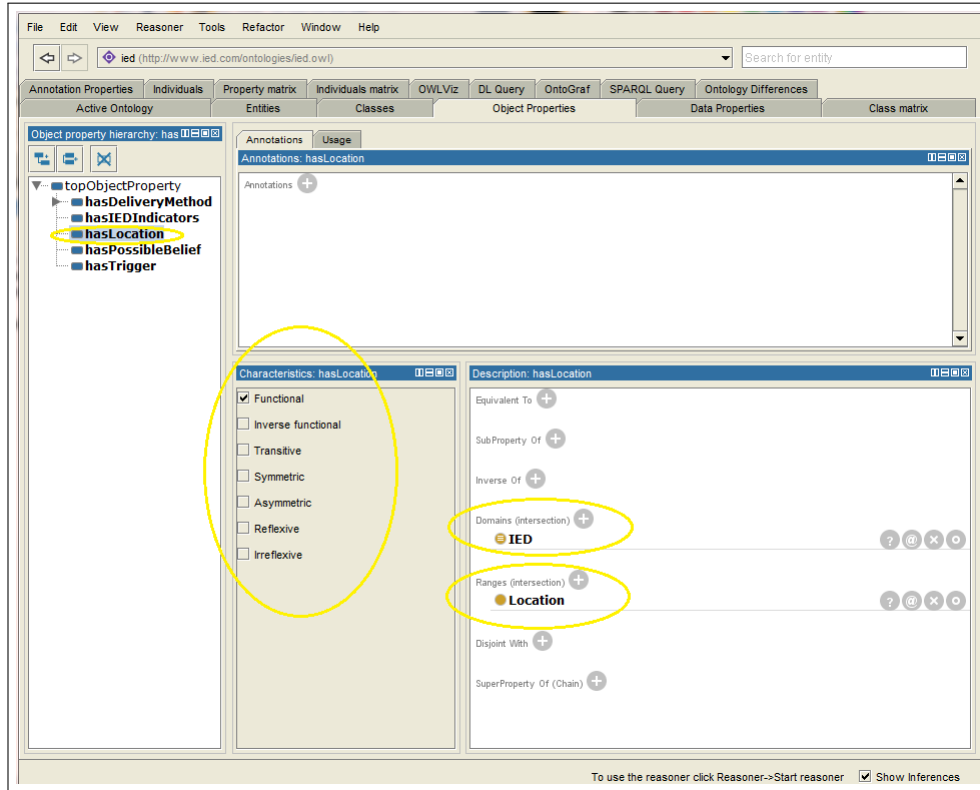 File Edit View Reasoner Tools Refactor Window Help
ied (http://www.ied.com/ontologies/ied.owl)
Search for entity
Annotation Properties Individuals Property matrix Individuals matrix OWLViz DL Query OntoGraf SPARQL Query Ontology Differences
Active Ontology Entities Classes Object Properties Data Properties Class matrix
Object property hierarchy: has
topObjectProperty
hasDeliveryMethod
hasIEDIndicators
hasLocation
hasPossibleBelief
hasTrigger
Annotations Usage
Annotations: hasLocation
Annotations
Characteristics: hasLocation
Functional
Inverse functional
Transitive
Symmetric
Asymmetric
Reflexive
Irreflexive
Description: hasLocation
Equivalent To
SubProperty Of
Inverse Of
Domains (intersection)
IED
Ranges (intersection)
Location
Disjoint With
SuperProperty Of (Chain)
To use the reasoner click Reasoner->Start reasoner Show Inferences